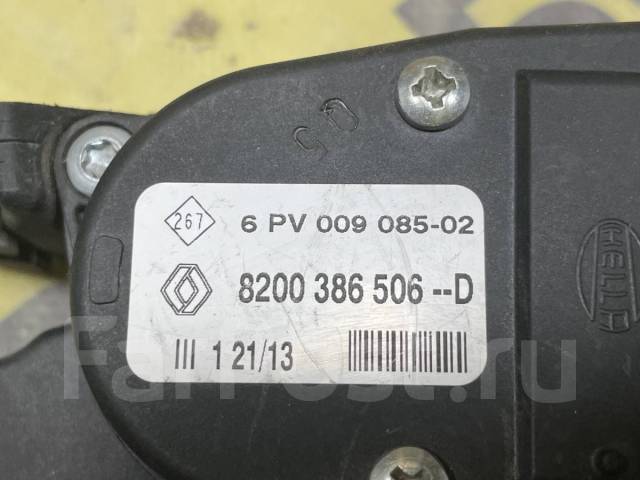 267 6 PV 009 085-02
8200 386 506 --D
III 1 21/13
HELLA
FarPost.ru